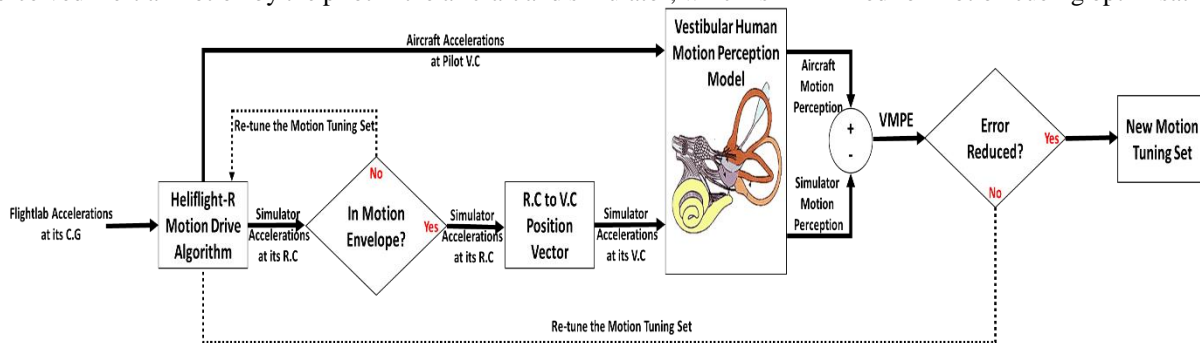 Aircraft Accelerations
at Pilot V.C
Vestibular Human
Motion Perception
Model
Aircraft
Motion
Perception
Re-tune the Motion Tuning Set
No
Flightlab Accelerations
at its C.G
Heliflight-R
Motion Drive
Algorithm
Simulator
Accelerations
at its R.C
In Motion
Envelope?
Yes
Simulator
Accelerations
at its R.C
R.C to V.C
Position
Vector
Simulator
Accelerations
at its V.C
+
-
VMPE
Simulator
Motion
Perception
Error
Reduced?
Yes
No
New Motion
Tuning Set
Re-tune the Motion Tuning Set